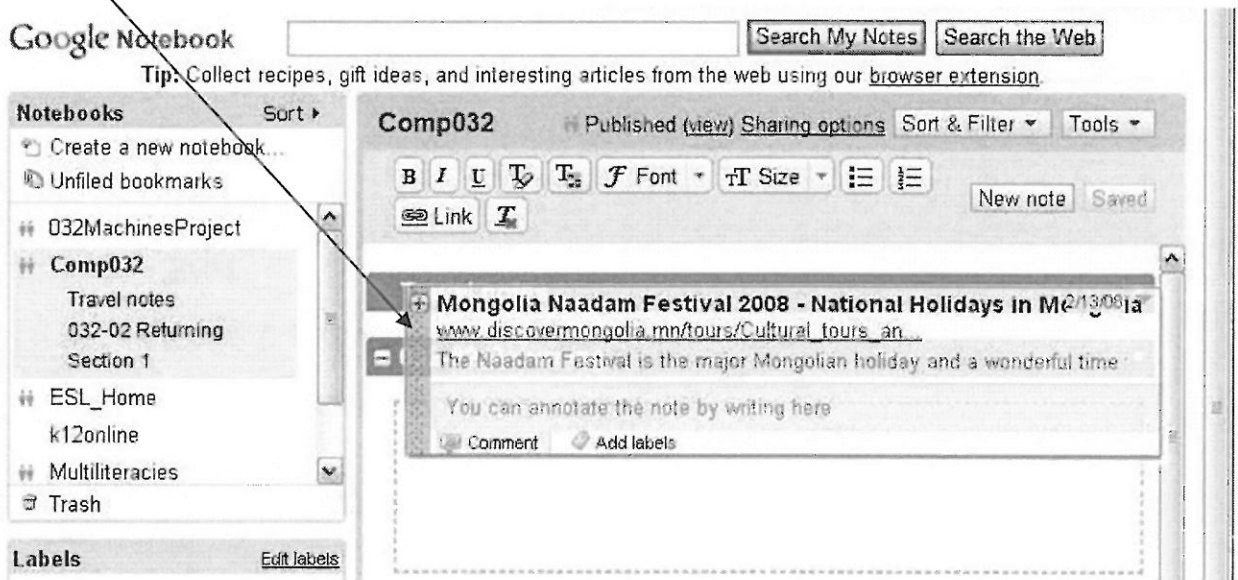 Google Notebook
Search My Notes
Search the Web
Tip: Collect recipes, gift ideas, and interesting articles from the web using our browser extension.
Notebooks
Sort
Create a new notebook...
Unfiled bookmarks
032MachinesProject
Comp032
Travel notes
032-02 Returning
Section 1
ESL_Home
k12online
Multiliteracies
Trash
Labels
Edit labels
Comp032
Published (view) Sharing options
Sort & Filter
Tools
B I U
Font
Size
Link
New note
Saved
Mongolia Naadam Festival 2008 - National Holidays in
2/13/08
www.discovermongolia.mn/tours/Cultural_tours_an...
The Naadam Festival is the major Mongolian holiday and a wonderful time
You can annotate the note by writing here
Comment
Add labels